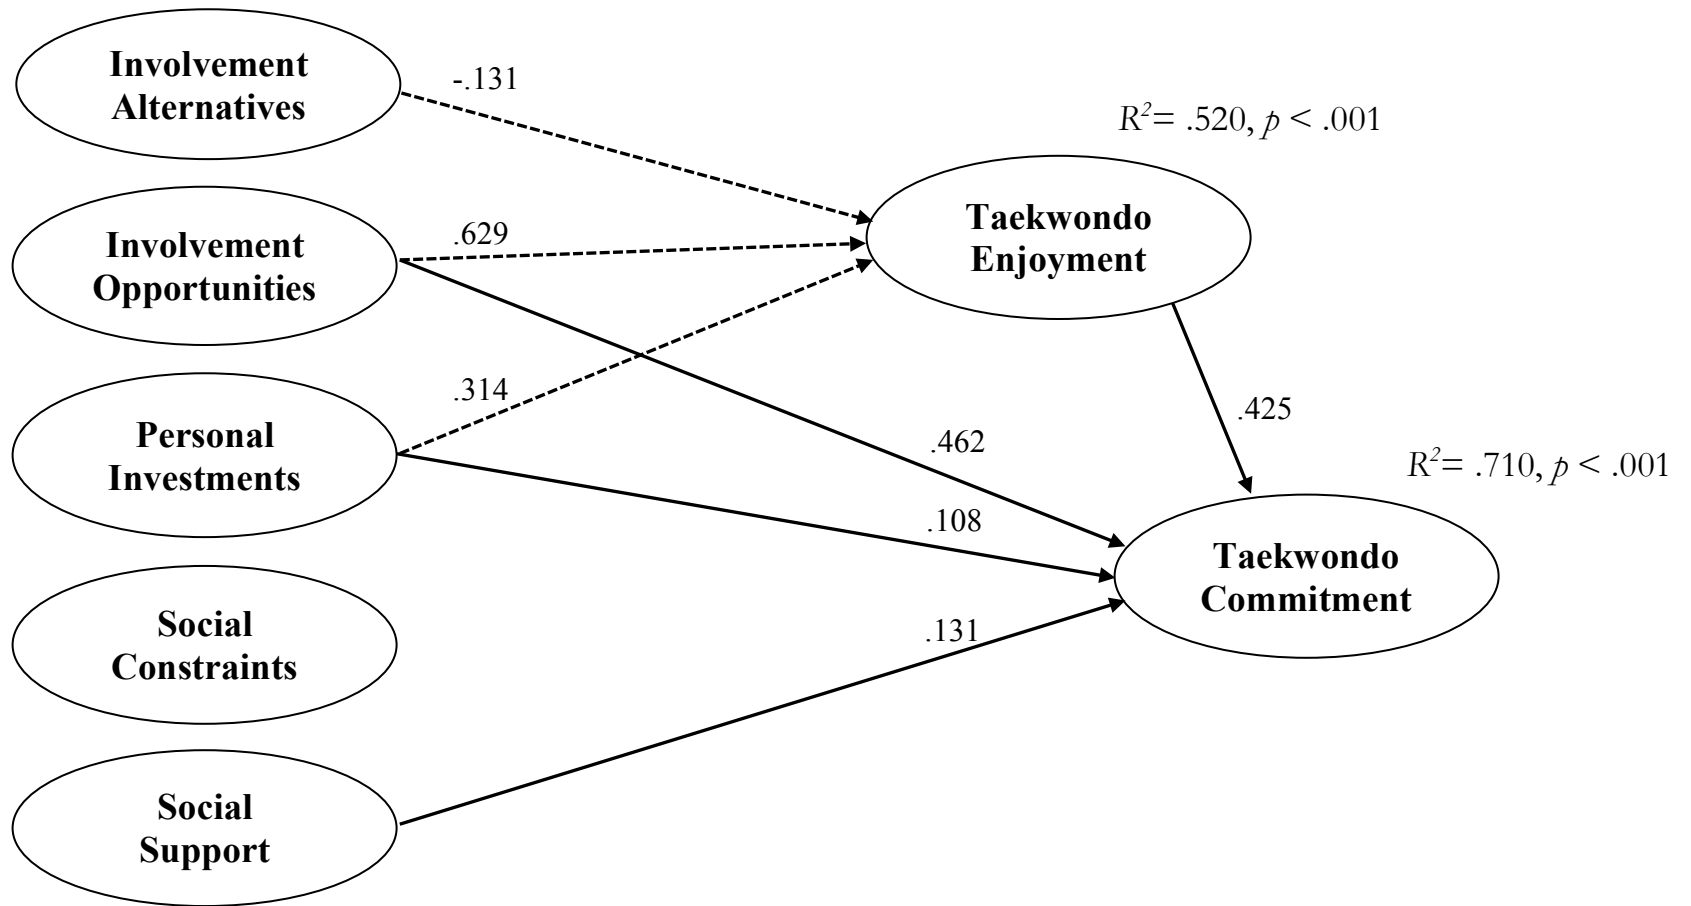 Involvement
Alternatives
-.131
R²= .520, p < .001
Taekwondo
Enjoyment
Involvement
Opportunities
.629
.314
.425
Personal
Investments
.462
R²= .710, p < .001
.108
Taekwondo
Commitment
Social
Constraints
.131
Social
Support